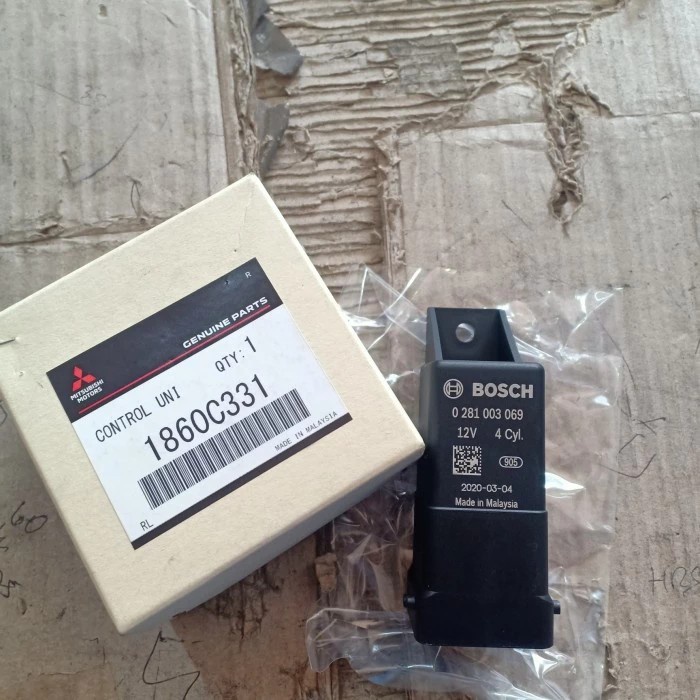 R
GENUINE PARTS
MITSUBISHI
MOTORS
CONTROL UNI
QTY: 1
1860C331
MADE IN MALAYSIA
RL
BOSCH
0 281 003 069
12V 4 Cyl.
905
2020-03-04
Made in Malaysia